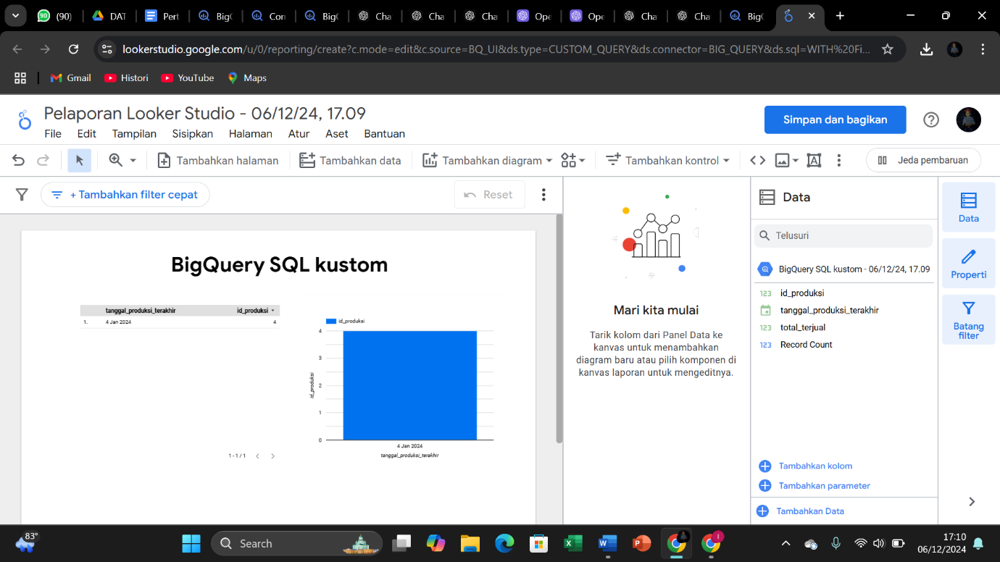 (90)
DAT
Pert
BigQ
Con
BigQ
Cha
Cha
Cha
Ope
Ope
Cha
Cha
BigQ
lookerstudio.google.com/u/0/reporting/create?c.mode=edit&c.source=BQ_UI&ds.type=CUSTOM_QUERY&ds.connector=BIG_QUERY&ds.sql=WITH%20Fi...
Gmail
Histori
YouTube
Maps
Pelaporan Looker Studio - 06/12/24, 17.09
File Edit Tampilan Sisipkan Halaman Atur Aset Bantuan
Simpan dan bagikan
Tambahkan halaman
Tambahkan data
Tambahkan diagram
Tambahkan kontrol
Jeda pembaruan
+ Tambahkan filter cepat
Reset
BigQuery SQL kustom
tanggal_produksi_terakhir id_produksi
1. 4 Jan 2024 4
1 - 1 / 1
id_produksi
4
3
2
1
0
id_produksi
4 Jan 2024
tanggal_produksi_terakhir
Mari kita mulai
Tarik kolom dari Panel Data ke
kanvas untuk menambahkan
diagram baru atau pilih komponen di
kanvas laporan untuk mengeditnya.
Data
Telusuri
BigQuery SQL kustom - 06/12/24, 17.09
123 id_produksi
tanggal_produksi_terakhir
123 total_terjual
123 Record Count
Tambahkan kolom
Tambahkan parameter
Tambahkan Data
Data
Properti
Batang
filter
83°
Search
17:10
06/12/2024